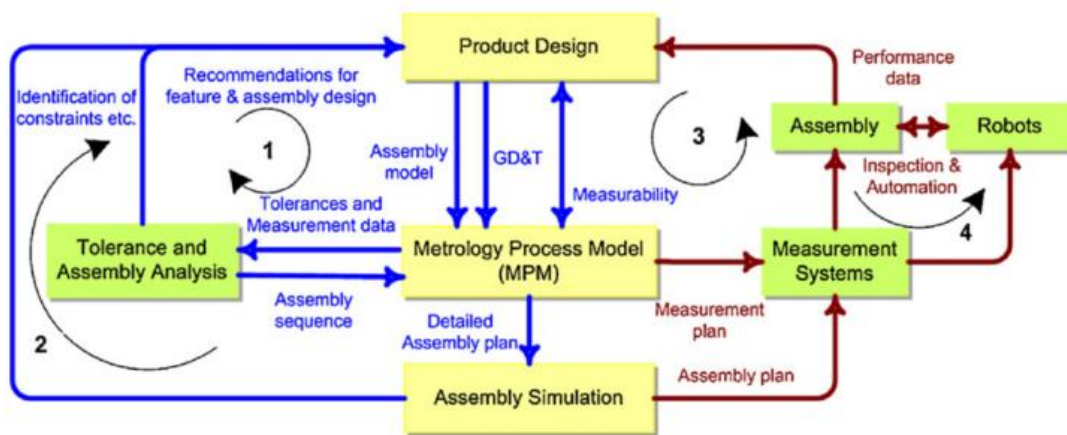 Product Design
Performance
data
Identification of
constraints etc.
Recommendations for
feature & assembly design
1
3
Assembly
Robots
Assembly
model
GD&T
Measurability
Inspection &
Automation
4
Tolerances and
Measurement data
Tolerance and
Assembly Analysis
Metrology Process Model
(MPM)
Measurement
Systems
Assembly
sequence
Measurement
plan
2
Detailed
Assembly plan
Assembly Simulation
Assembly plan